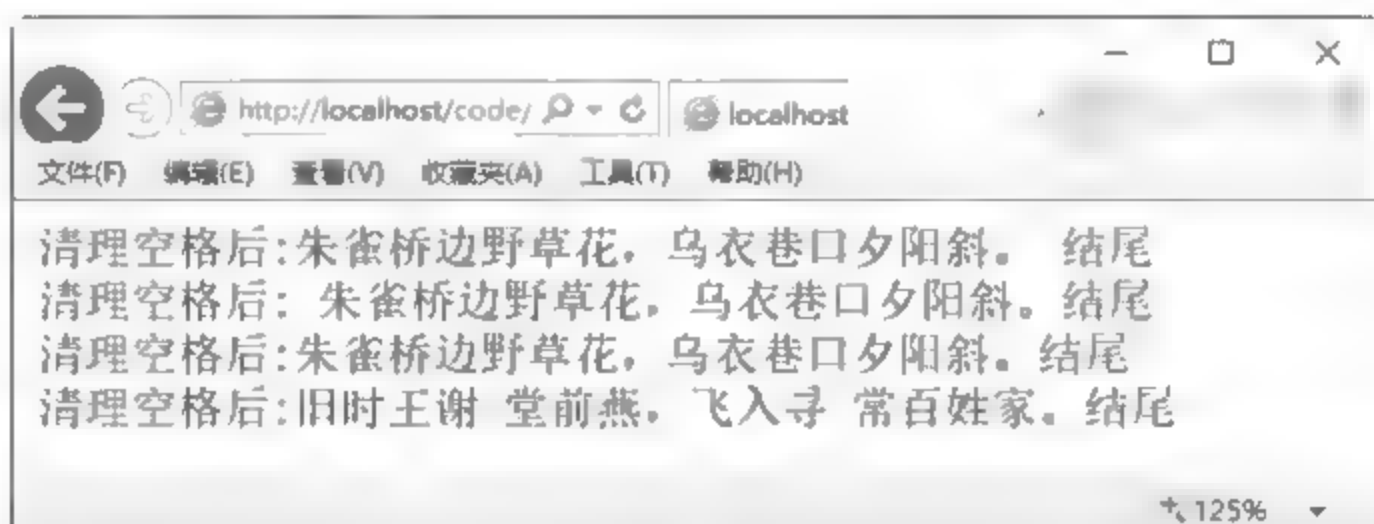 http://localhost/code/ localhost
文件(F) 编辑(E) 查看(V) 收藏夹(A) 工具(T) 帮助(H)
清理空格后:朱雀桥边野草花，乌衣巷口夕阳斜。 结尾
清理空格后: 朱雀桥边野草花，乌衣巷口夕阳斜。结尾
清理空格后:朱雀桥边野草花，乌衣巷口夕阳斜。结尾
清理空格后:旧时王谢 堂前燕，飞入寻 常百姓家。结尾
125%